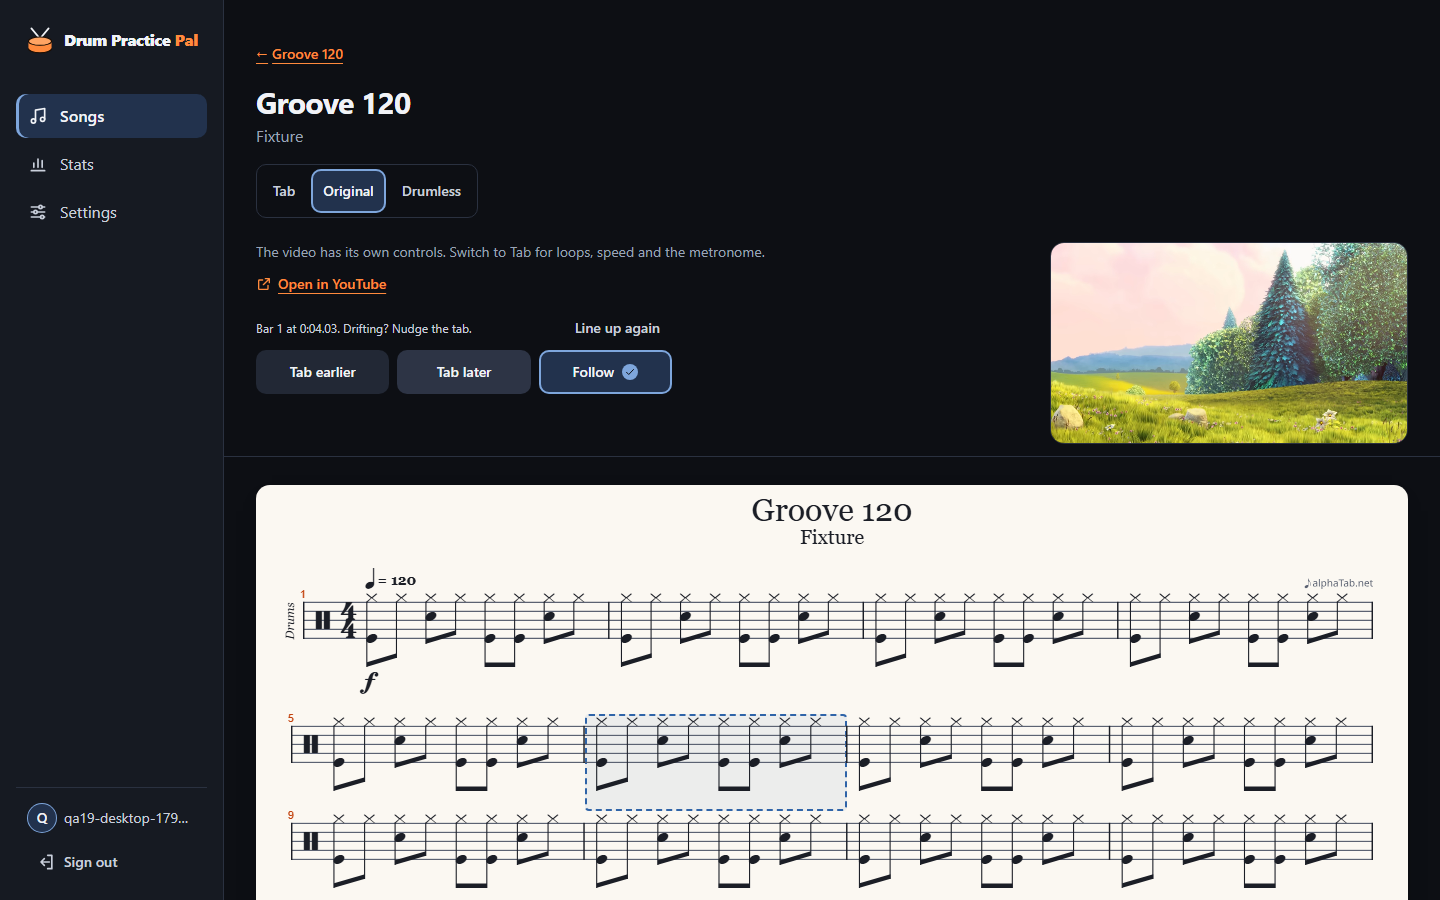 Drum Practice Pal
Songs
Stats
Settings
qa19-desktop-179...
Sign out
← Groove 120
Groove 120
Fixture
Tab
Original
Drumless
The video has its own controls. Switch to Tab for loops, speed and the metronome.
Open in YouTube
Bar 1 at 0:04.03. Drifting? Nudge the tab.
Line up again
Tab earlier
Tab later
Follow
Groove 120
Fixture
= 120
alphaTab.net
1
Drums
4
4
f
5
9
Q